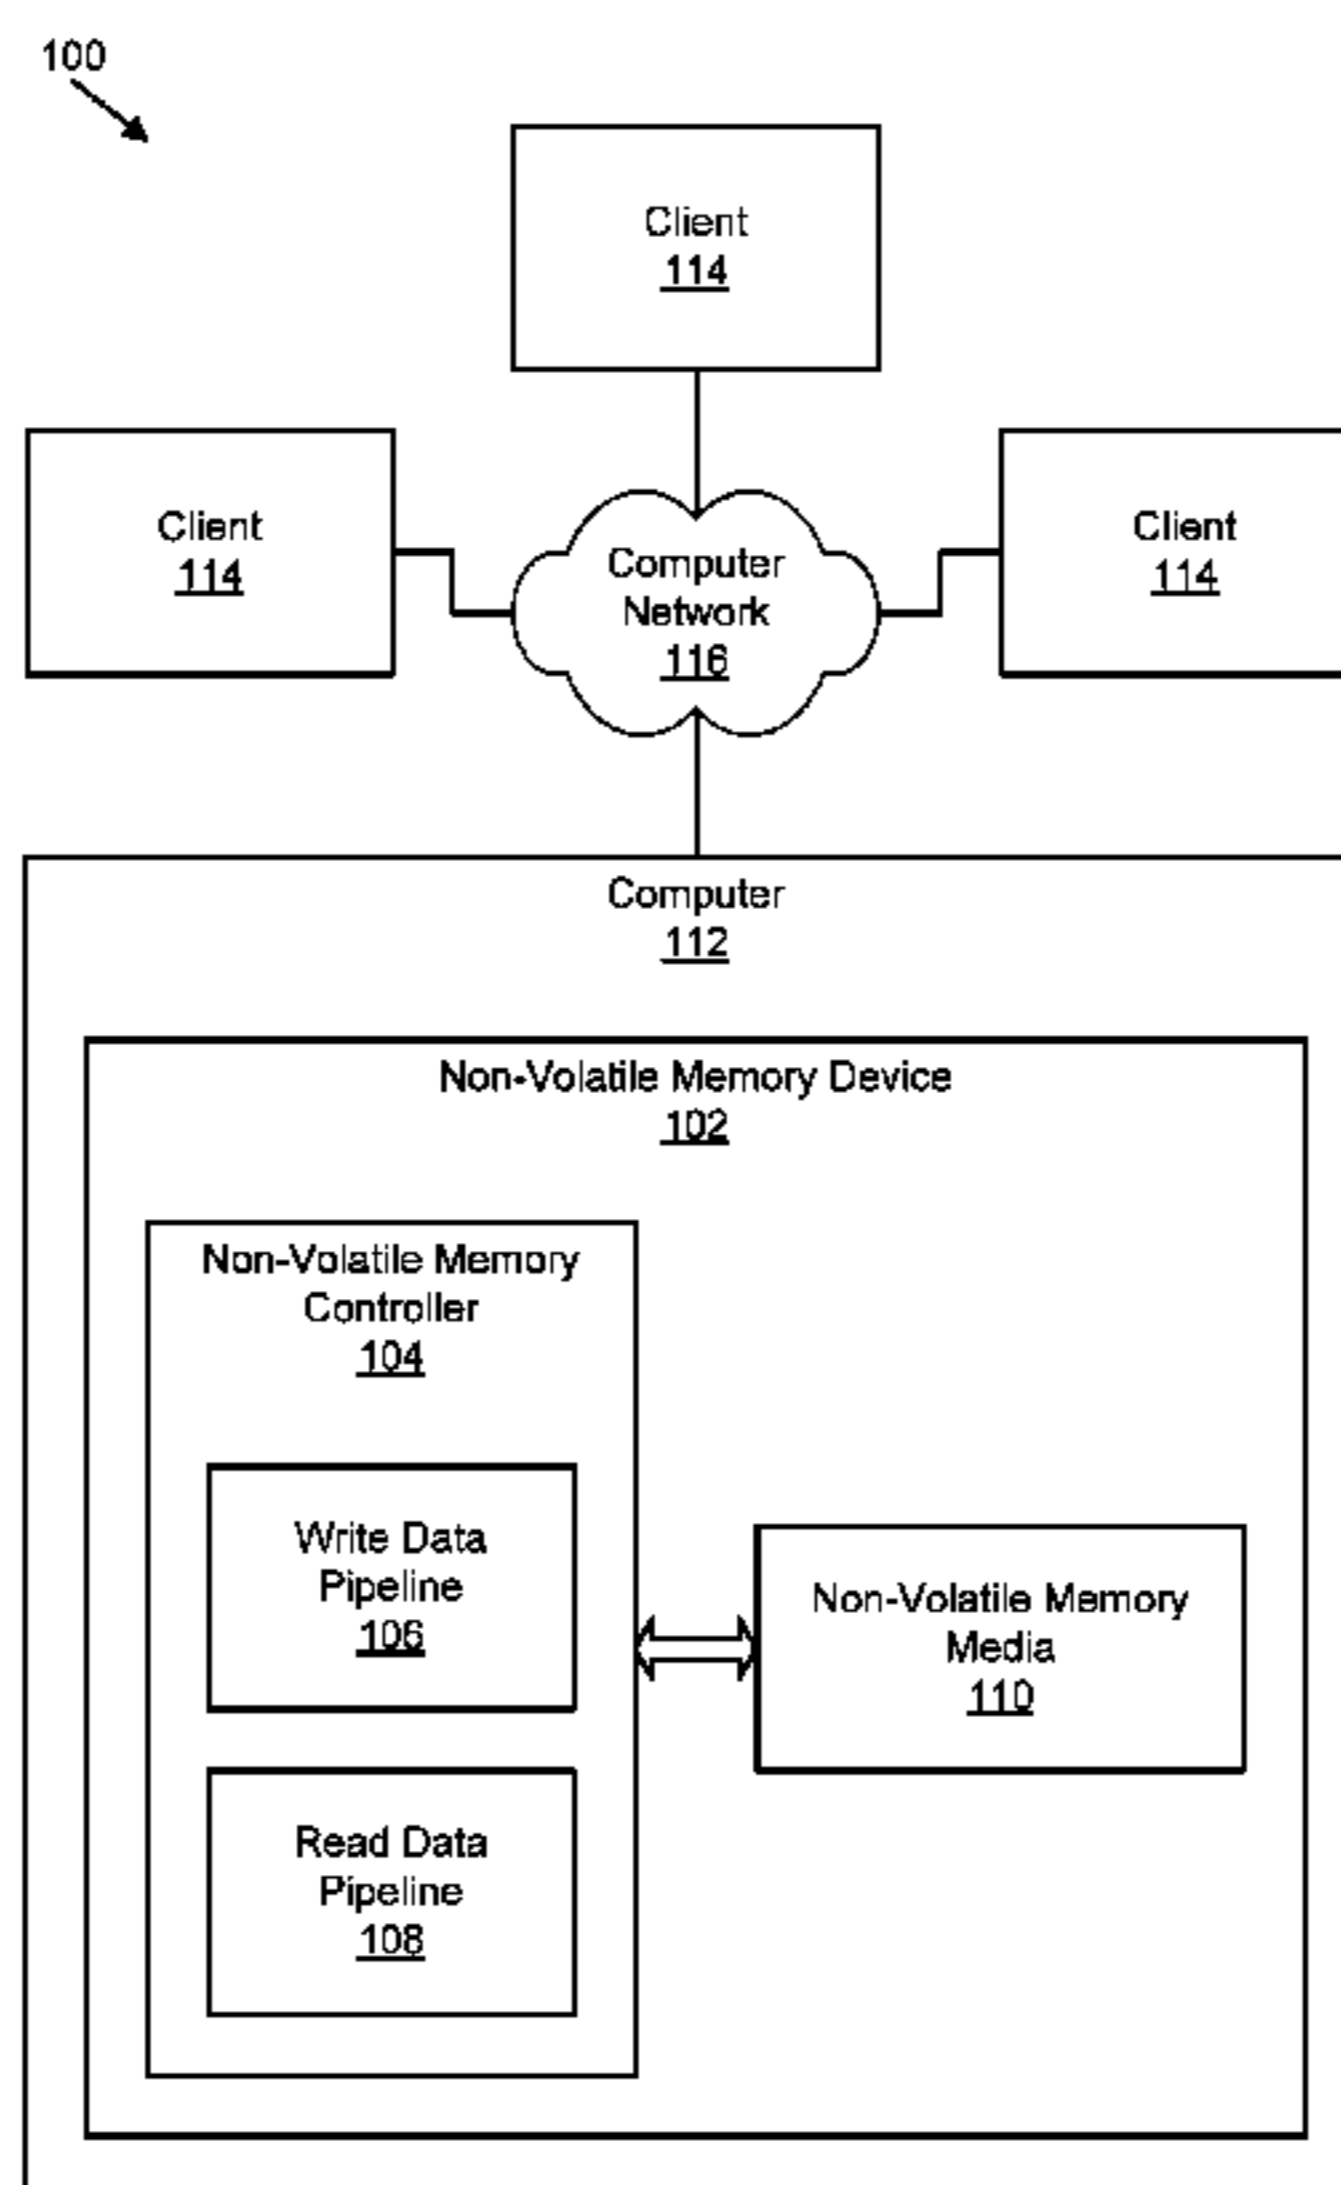 100
Client
114
Client
114
Computer
Network
116
Client
114
Computer
112
Non-Volatile Memory Device
102
Non-Volatile Memory
Controller
104
Write Data
Pipeline
106
Non-Volatile Memory
Media
110
Read Data
Pipeline
108